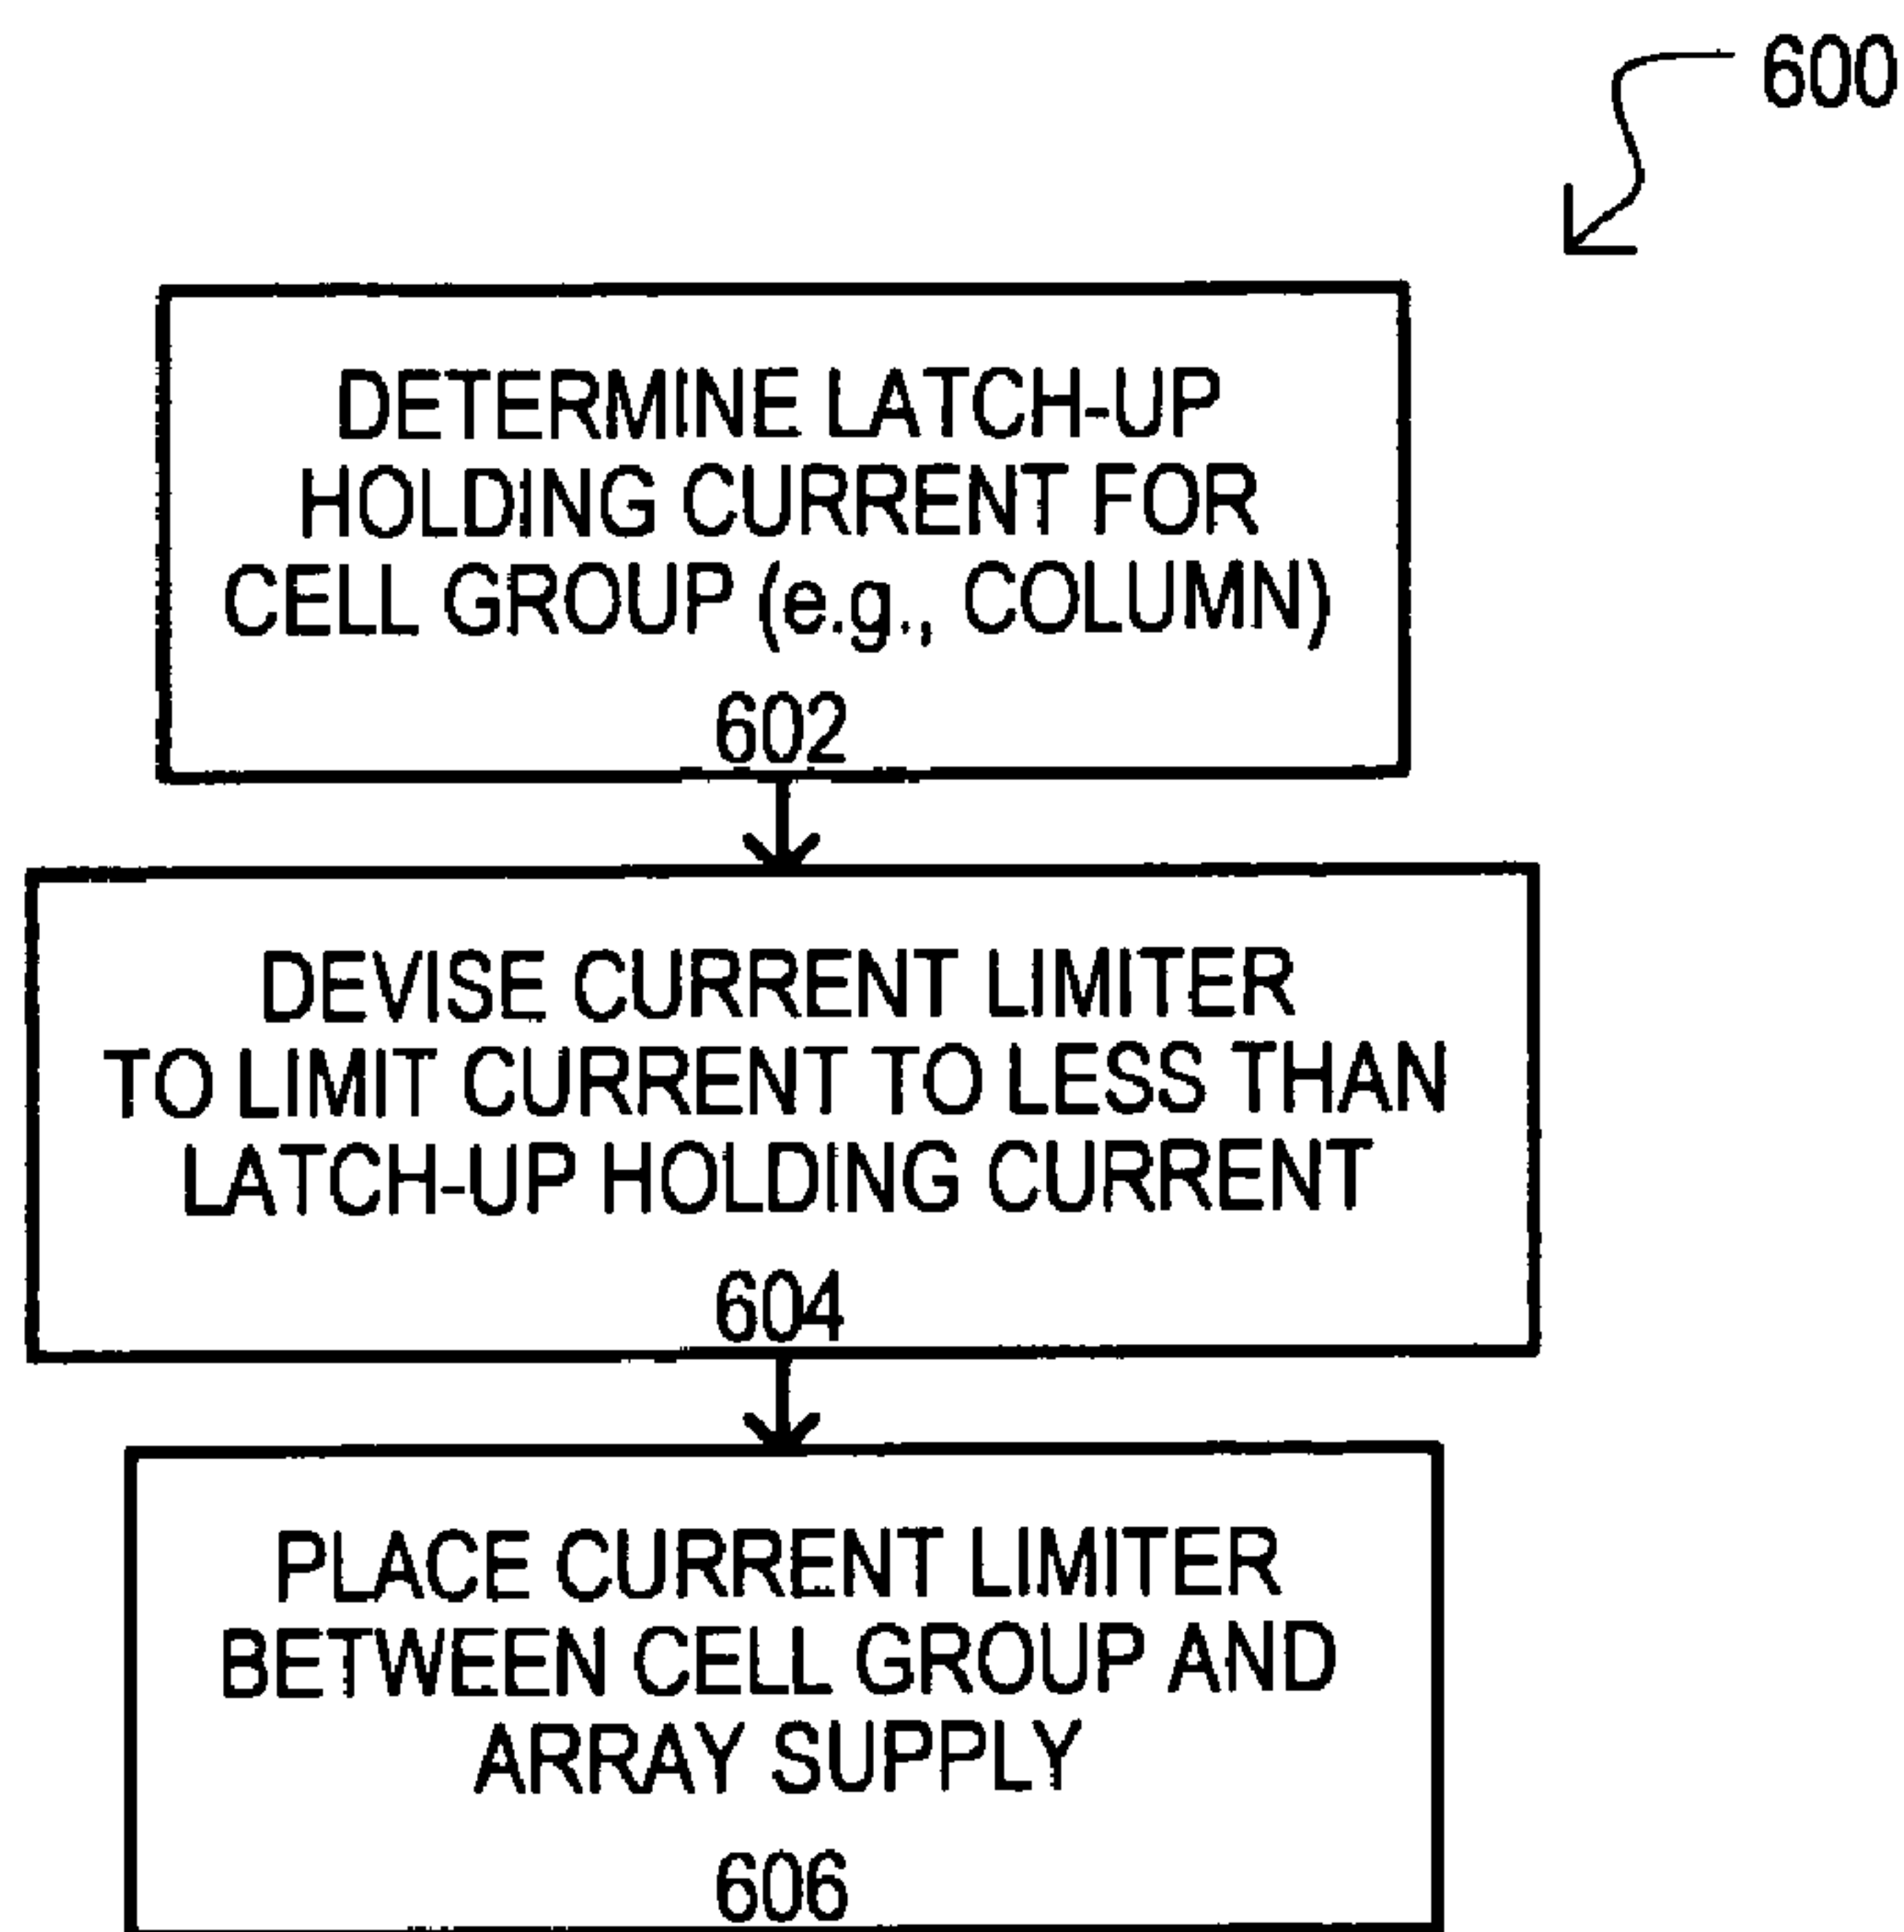 600
DETERMINE LATCH-UP
HOLDING CURRENT FOR
CELL GROUP (e.g., COLUMN)
602
DEVISE CURRENT LIMITER
TO LIMIT CURRENT TO LESS THAN
LATCH-UP HOLDING CURRENT
604
PLACE CURRENT LIMITER
BETWEEN CELL GROUP AND
ARRAY SUPPLY
606